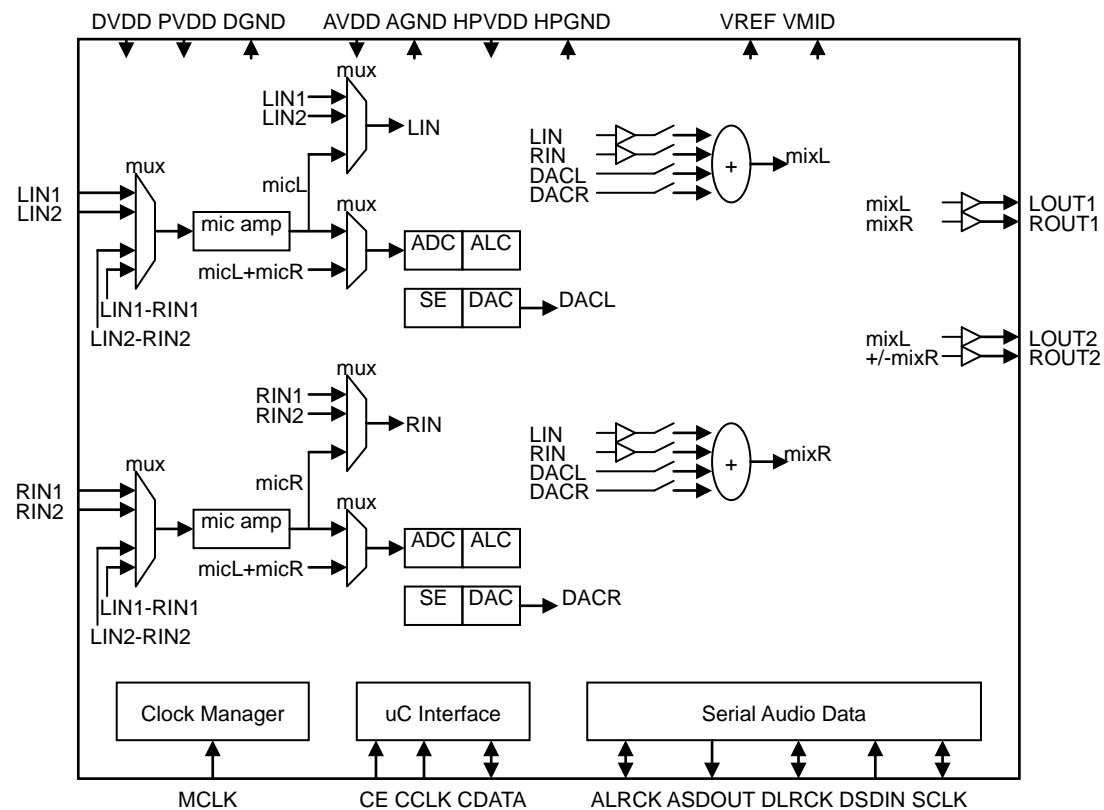 DVDD PVDD DGND AVDD AGND HPVDD HPGND VREF VMID
mux
LIN1
LIN2
LIN
mux
micL
LIN1
LIN2
mic amp
mux
ADC ALC
micL+micR
LIN1-RIN1
LIN2-RIN2
SE DAC
DACL
LIN
RIN
DACL
DACR
+
mixL
mixL
mixR
LOUT1
ROUT1
mixL
+/-mixR
LOUT2
ROUT2
mux
RIN1
RIN2
RIN
mux
micR
RIN1
RIN2
mic amp
mux
ADC ALC
micL+micR
LIN1-RIN1
LIN2-RIN2
SE DAC
DACR
LIN
RIN
DACL
DACR
+
mixR
Clock Manager
uC Interface
Serial Audio Data
MCLK CE CCLK CDATA ALRCK ASDOUT DLRCK DSDIN SCLK